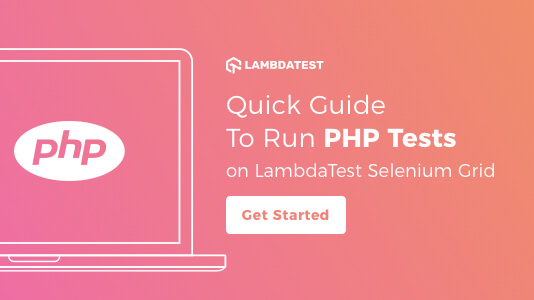 LAMBDATEST
Quick Guide
To Run PHP Tests
on LambdaTest Selenium Grid
Get Started
php